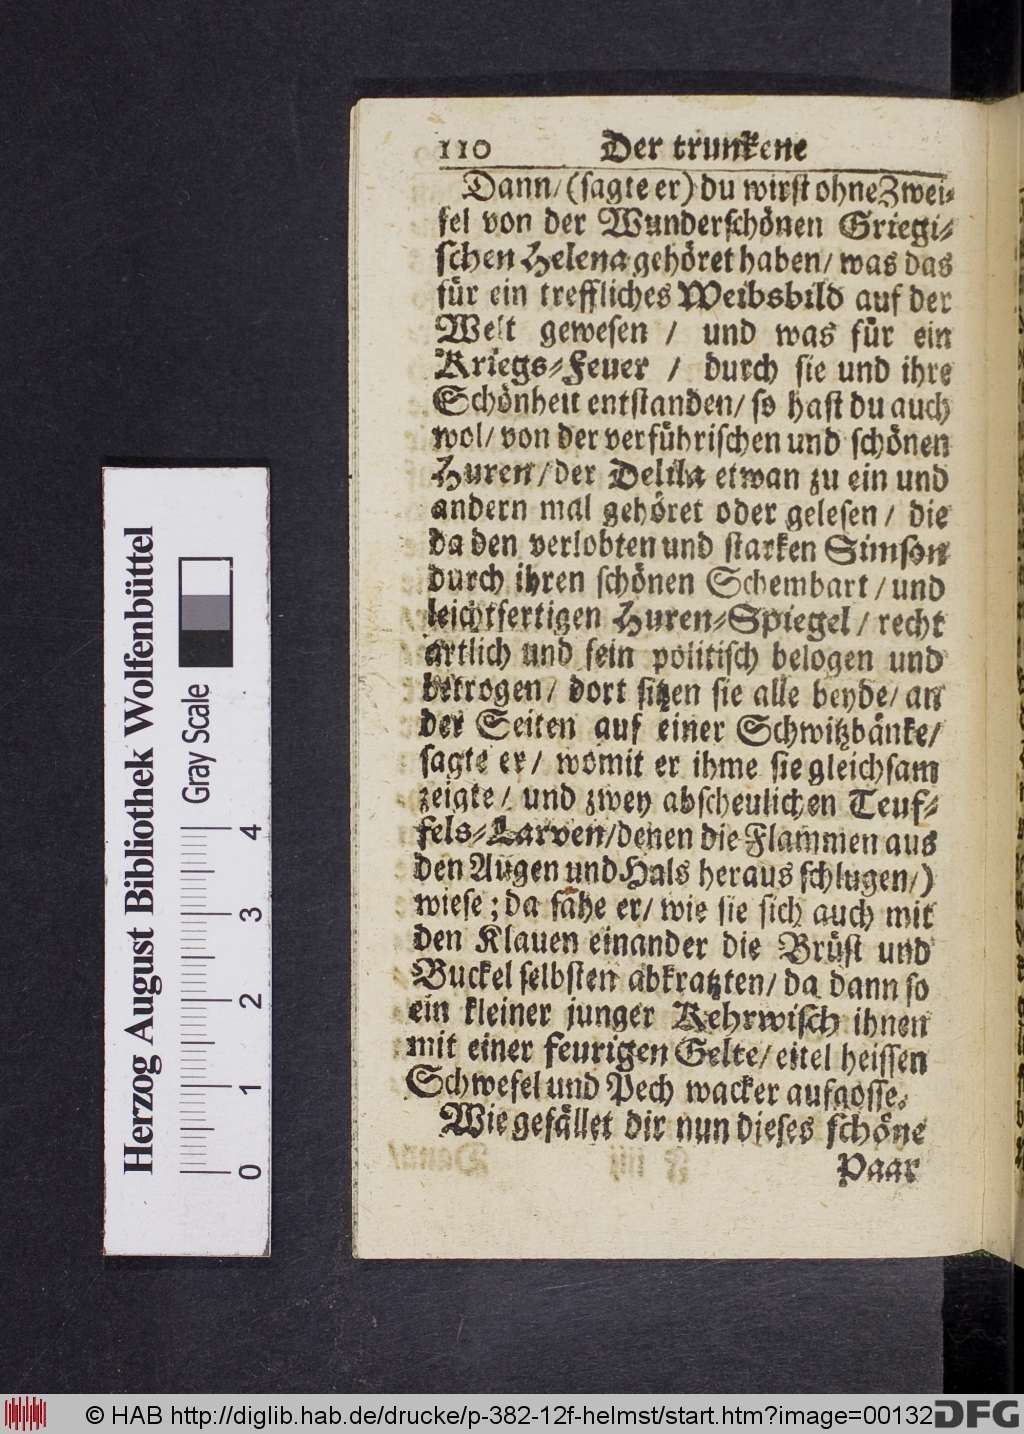 110 Der trunkene
Dann/ (sagte er) du wirst ohne Zwei-
fel von der Wunderschönen Griegi-
schen Helena gehöret haben/ was das
für ein treffliches Weibsbild auf der
Welt gewesen / und was für ein
Kriegs-Feuer / durch sie und ihre
Schönheit entstanden/ so hast du auch
wol/ von der verführischen und schönen
Huren/ der Delila etwan zu ein und
andern mal gehöret oder gelesen/ die
da den verlobten und starken Simson
durch ihren schönen Schembart/ und
leichtfertigen Huren-Spiegel/ recht
artlich und fein politisch belogen und
betrogen/ dort sitzen sie alle beyde/ an
der Seiten auf einer Schwitzbänke/
sagte er/ womit er ihme sie gleichsam
zeigte/ und zwey abscheulichen Teuf-
fels-Larven/ denen die Flammen aus
den Augen und Hals heraus schlugen/)
wiese; da sahe er/ wie sie sich auch mit
den Klauen einander die Brüst und
Buckel selbsten abkratzten/ da dann so
ein kleiner junger Kehrwisch ihnen
mit einer feurigen Gelte/ eitel heissen
Schwefel und Pech wacker aufgosse.
Wie gefället dir nun dieses schöne
Paar
Herzog August Bibliothek Wolfenbüttel
Gray Scale
0 1 2 3 4
© HAB http://diglib.hab.de/drucke/p-382-12f-helmst/start.htm?image=00132
DFG